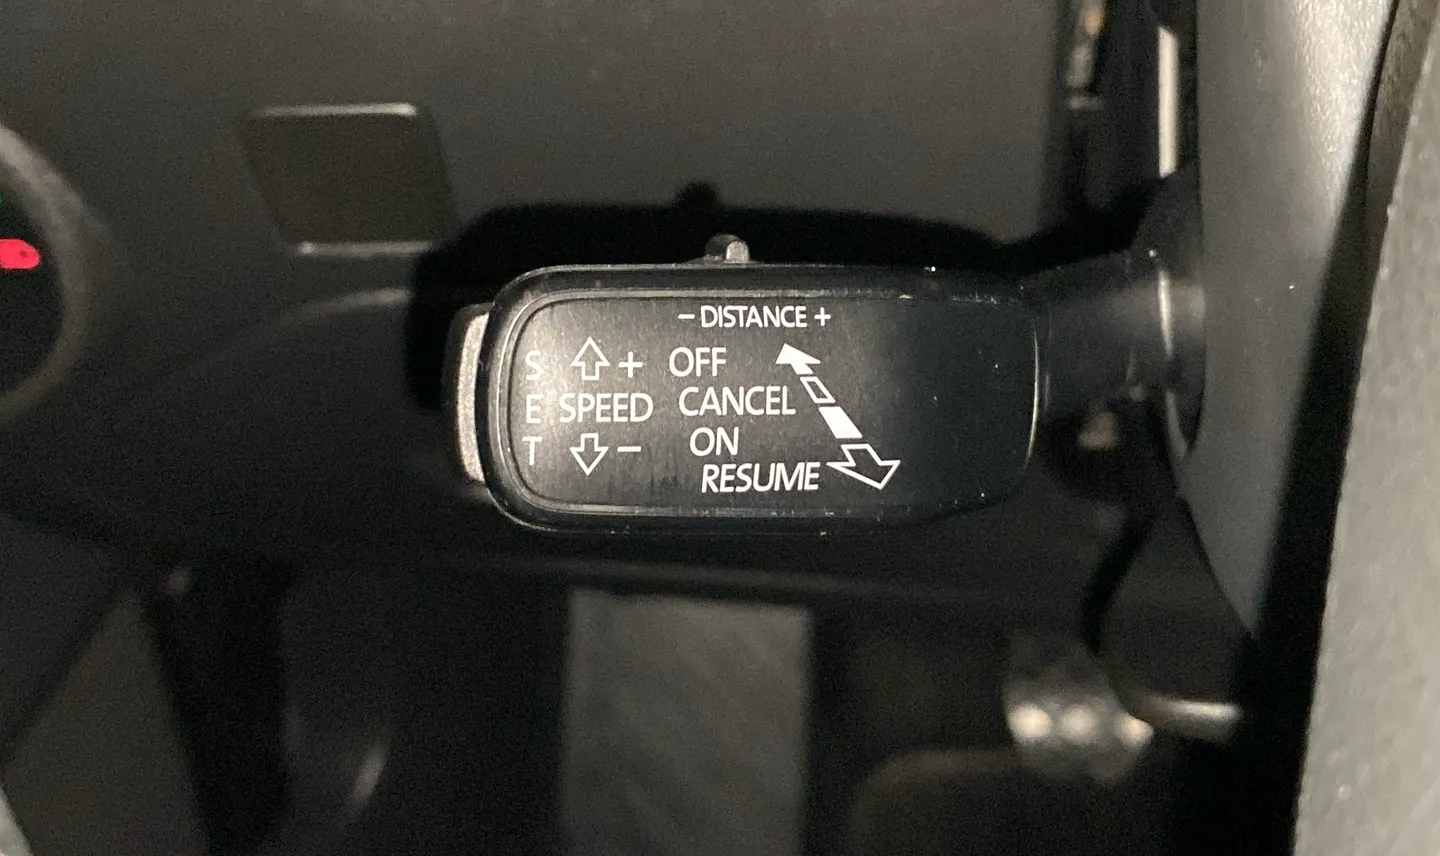 − DISTANCE +
S + OFF
E SPEED CANCEL
T − ON
RESUME